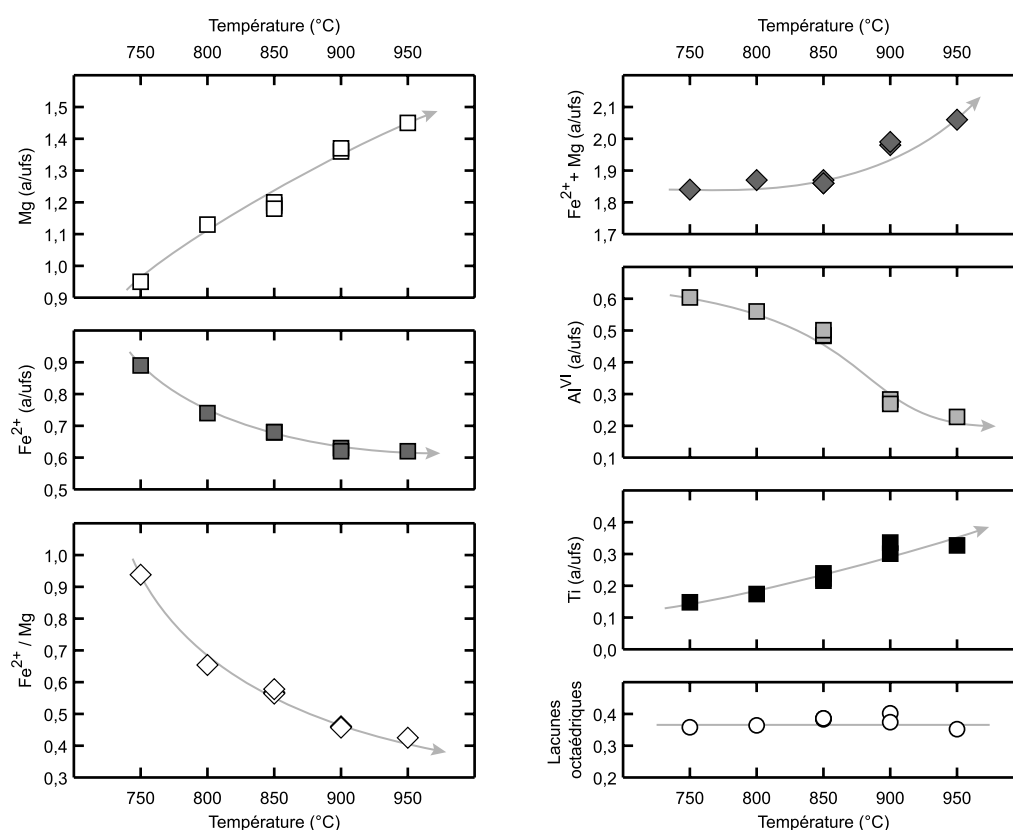 Température (°C)
750 800 850 900 950
Mg (a/ufs)
1,5
1,4
1,3
1,2
1,1
1,0
0,9
Fe2+ (a/ufs)
0,9
0,8
0,7
0,6
0,5
Fe2+ / Mg
1,0
0,9
0,8
0,7
0,6
0,5
0,4
0,3
750 800 850 900 950
Température (°C)
Température (°C)
750 800 850 900 950
Fe2+ + Mg (a/ufs)
2,1
2,0
1,9
1,8
1,7
AlVI (a/ufs)
0,6
0,5
0,4
0,3
0,2
0,1
Ti (a/ufs)
0,4
0,3
0,2
0,1
0,0
Lacunes
octaédriques
0,4
0,3
0,2
750 800 850 900 950
Température (°C)